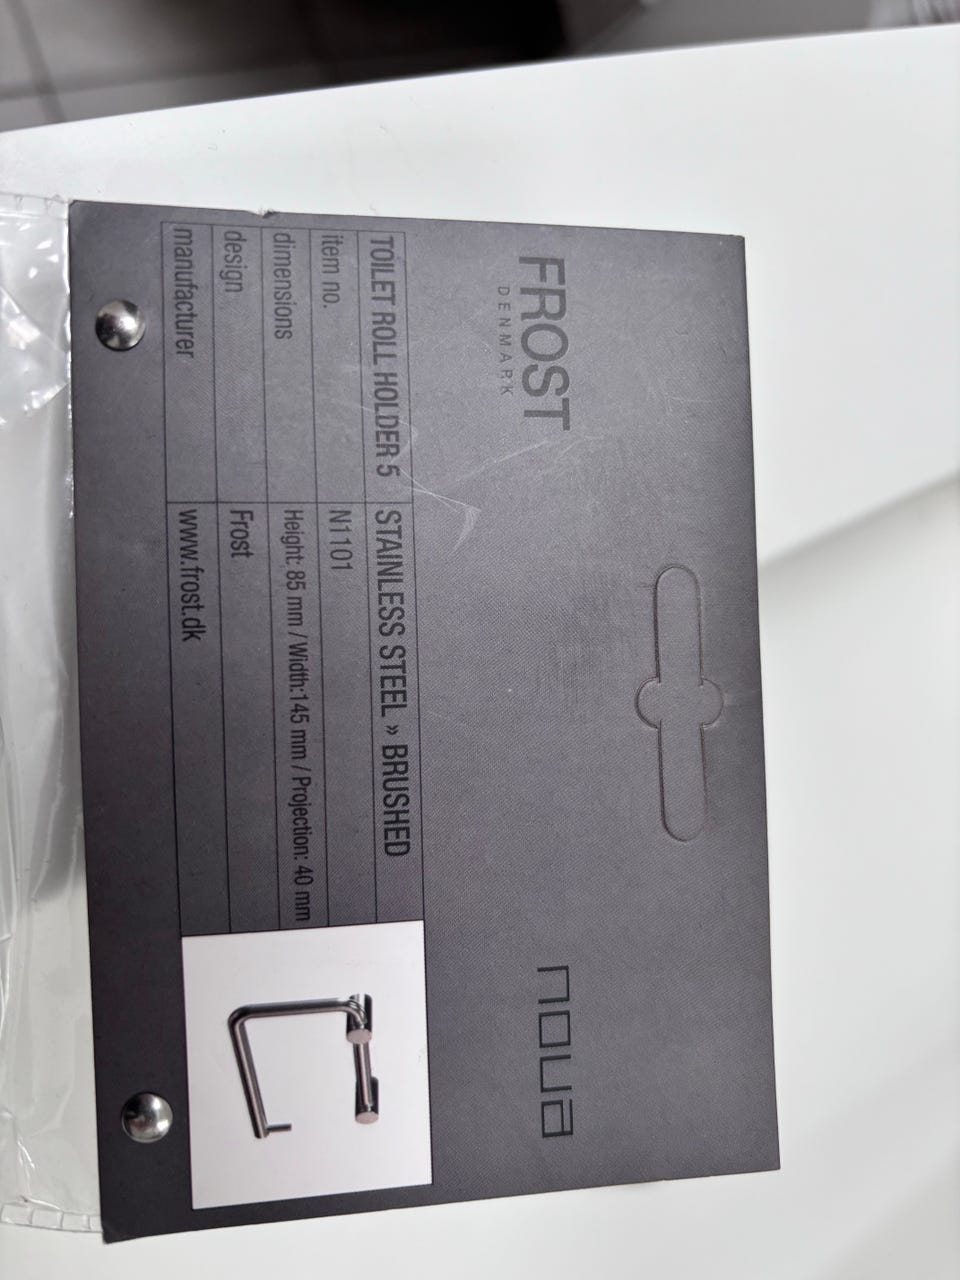 FROST
DENMARK
nová
TOILET ROLL HOLDER 5 STAINLESS STEEL » BRUSHED
item no. N1101
dimensions Height: 85 mm / Width:145 mm / Projection: 40 mm
design Frost
manufacturer www.frost.dk